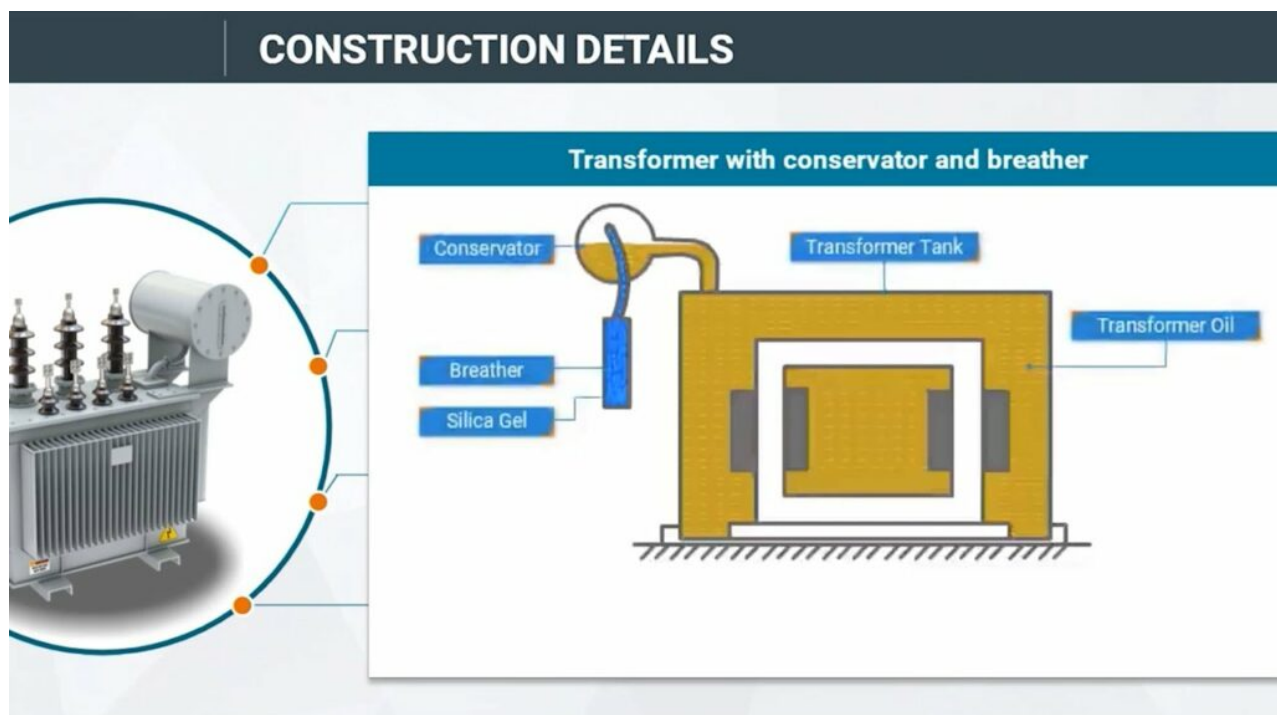 CONSTRUCTION DETAILS
Transformer with conservator and breather
Conservator
Transformer Tank
Transformer Oil
Breather
Silica Gel